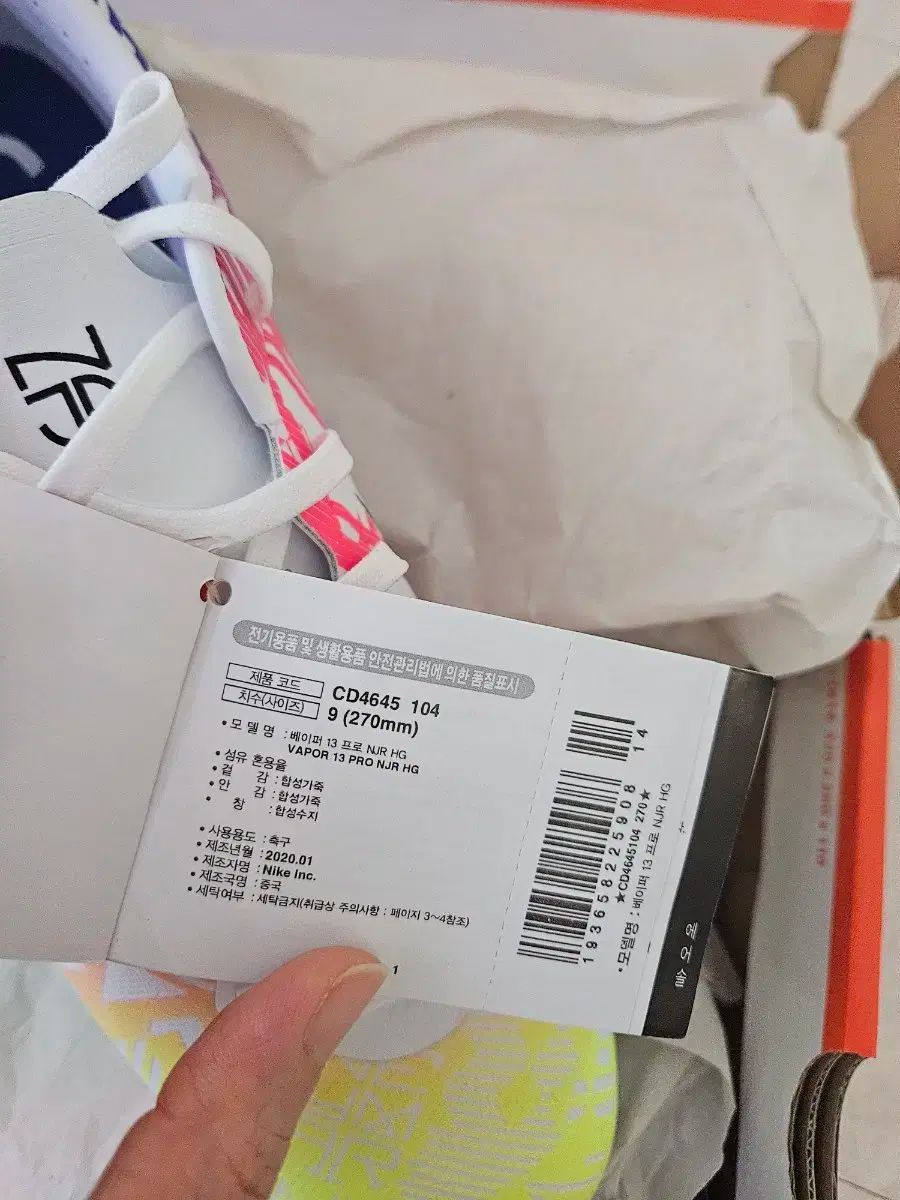 전기용품 및 생활용품 안전관리법에 의한 품질표시
제품 코드 CD4645 104
치수(사이즈) 9 (270mm)
• 모 델 명 : 베이퍼 13 프로 NJR HG
VAPOR 13 PRO NJR HG
• 섬유 혼용율
• 겉 감 : 합성가죽
• 안 감 : 합성가죽
• 창 : 합성수지
• 사용용도 : 축구
• 제조년월 : 2020.01
• 제조자명 : Nike Inc.
• 제조국명 : 중국
• 세탁여부 : 세탁금지(취급상 주의사항 : 페이지 3~4참조)
1
14
193658225908
★CD4645104 270★
• 모델명 : 베이퍼 13 프로 NJR HG